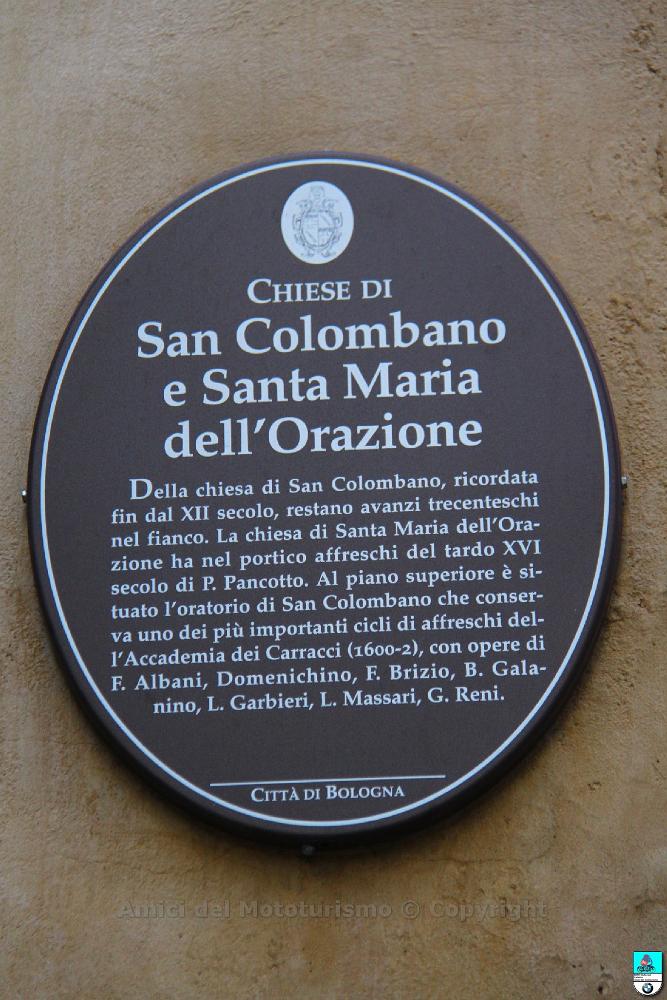 CHIESE DI
San Colombano
e Santa Maria
dell'Orazione
Della chiesa di San Colombano, ricordata
fin dal XII secolo, restano avanzi trecenteschi
nel fianco. La chiesa di Santa Maria dell'Ora-
zione ha nel portico affreschi del tardo XVI
secolo di P. Pancotto. Al piano superiore è si-
tuato l'oratorio di San Colombano che conser-
va uno dei più importanti cicli di affreschi del-
l'Accademia dei Carracci (1600-2), con opere di
F. Albani, Domenichino, F. Brizio, B. Gala-
nino, L. Garbieri, L. Massari, G. Reni.
CITTÀ DI BOLOGNA
Amici del Mototurismo © Copyright